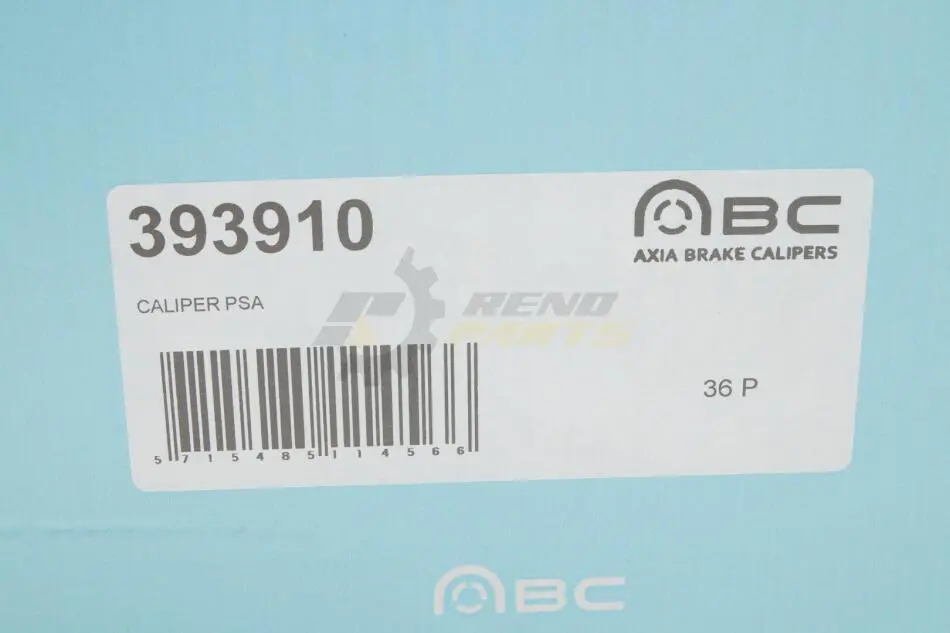 393910
ABC
AXIA BRAKE CALIPERS
CALIPER PSA
RENO
PARTS
36 P
5 715485 114566
ABC